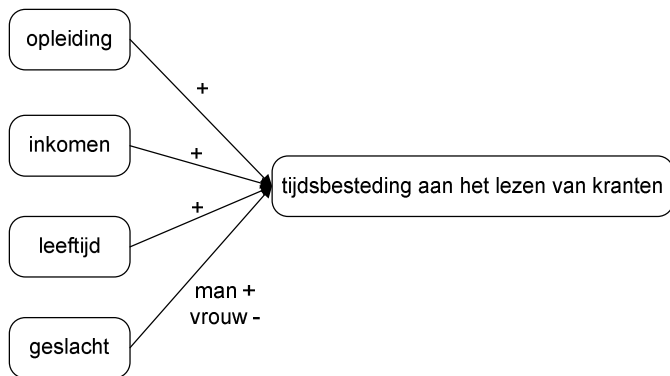 opleiding
+
inkomen
+
tijdsbesteding aan het lezen van kranten
+
leeftijd
man +
vrouw -
geslacht